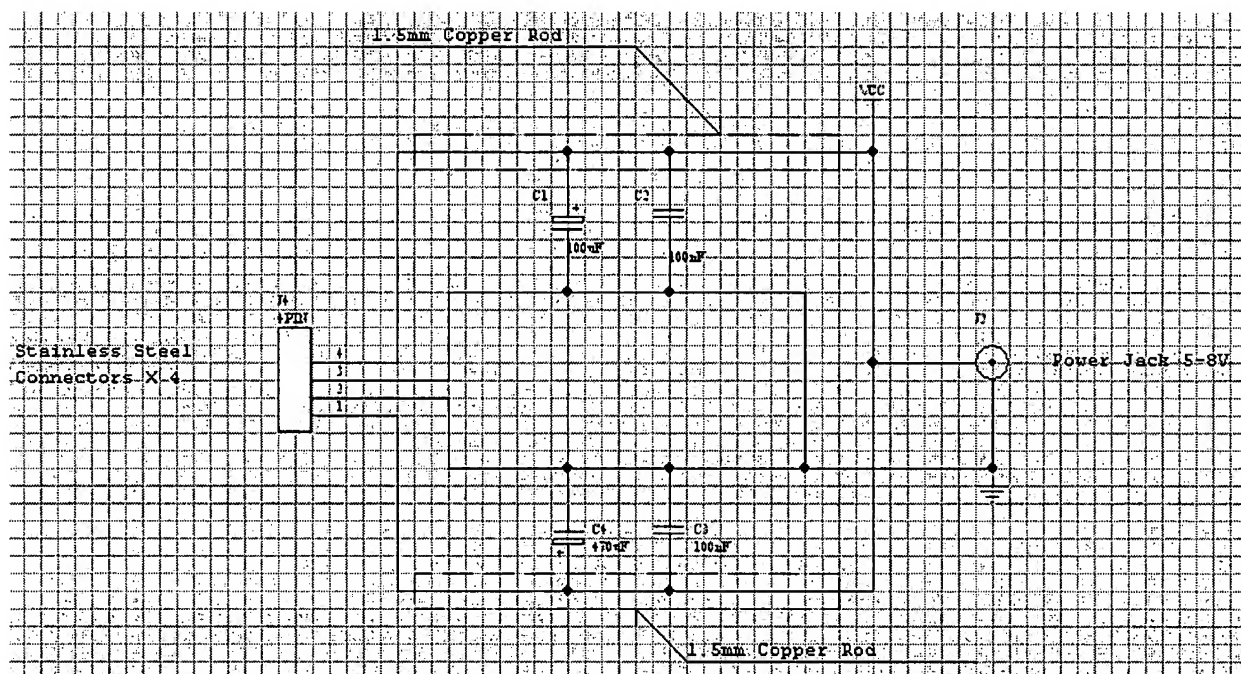 1.5mm Copper Rod
VCC
C1
+
C2
100uF
100nF
J4
4PIN
Stainless Steel
Connectors X 4
4
3
2
1
Power Jack 5-8V
C4
470uF
+
C3
100nF
1.5mm Copper Rod